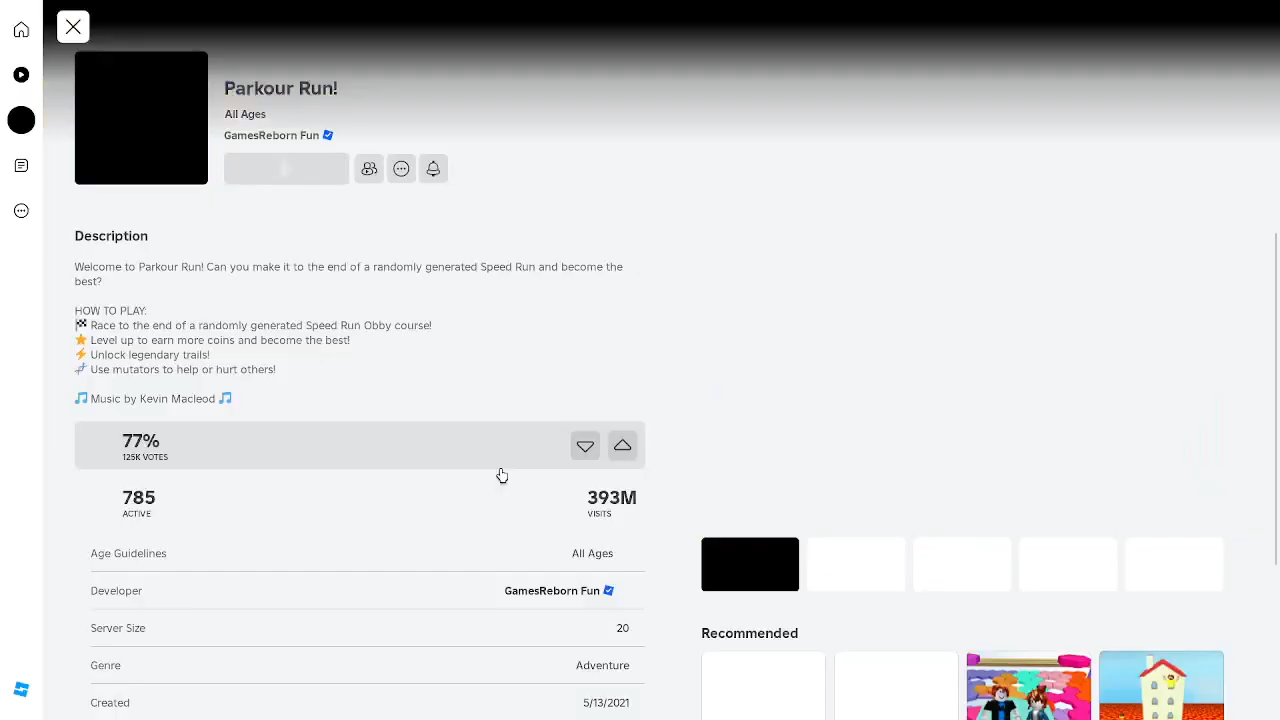 Parkour Run!
All Ages
GamesReborn Fun
Description
Welcome to Parkour Run! Can you make it to the end of a randomly generated Speed Run and become the
best?
HOW TO PLAY:
🏁 Race to the end of a randomly generated Speed Run Obby course!
⭐ Level up to earn more coins and become the best!
⚡ Unlock legendary trails!
🧬 Use mutators to help or hurt others!
🎵 Music by Kevin Macleod 🎵
77%
125K VOTES
785
ACTIVE
393M
VISITS
Age Guidelines All Ages
Developer GamesReborn Fun
Server Size 20
Genre Adventure
Created 5/13/2021
Recommended